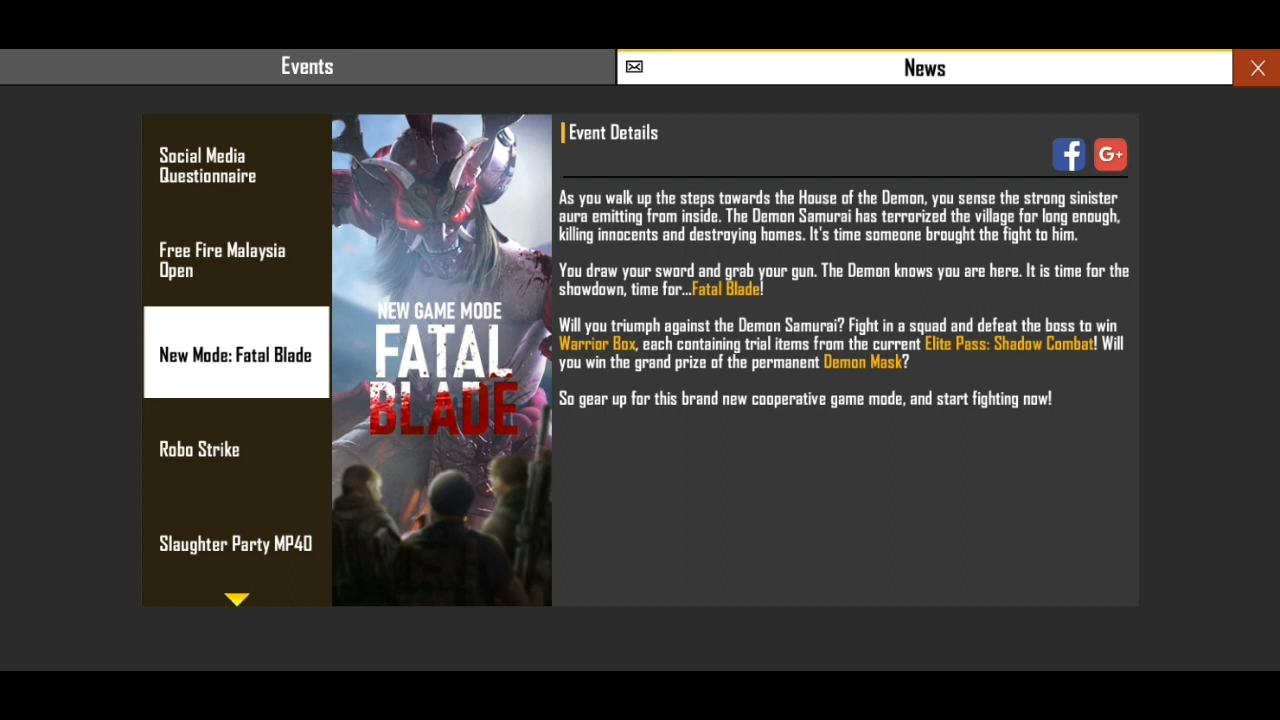 Events
News
Social Media
Questionnaire
Free Fire Malaysia
Open
New Mode: Fatal Blade
Robo Strike
Slaughter Party MP40
NEW GAME MODE
FATAL
BLADE
Event Details
f
G+
As you walk up the steps towards the House of the Demon, you sense the strong sinister
aura emitting from inside. The Demon Samurai has terrorized the village for long enough,
killing innocents and destroying homes. It's time someone brought the fight to him.
You draw your sword and grab your gun. The Demon knows you are here. It is time for the
showdown, time for...Fatal Blade!
Will you triumph against the Demon Samurai? Fight in a squad and defeat the boss to win
Warrior Box, each containing trial items from the current Elite Pass: Shadow Combat! Will
you win the grand prize of the permanent Demon Mask?
So gear up for this brand new cooperative game mode, and start fighting now!